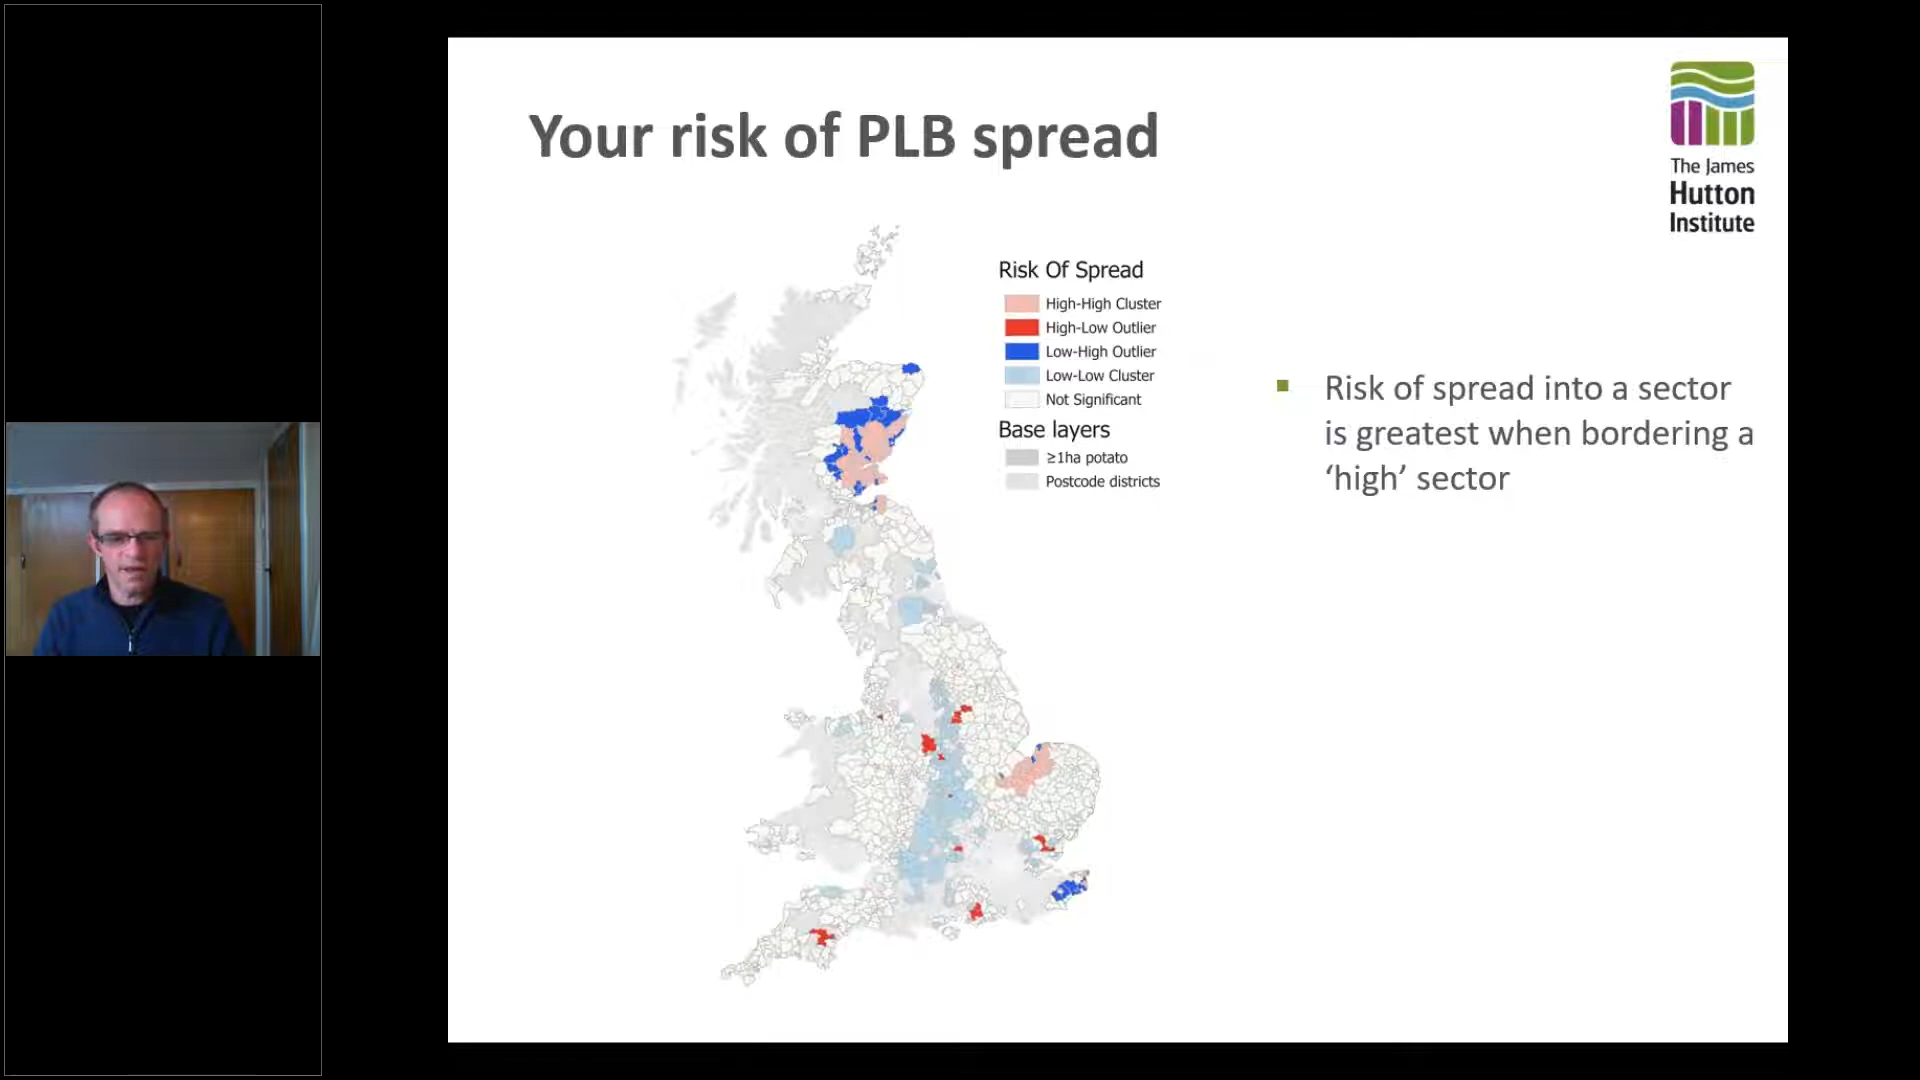 Your risk of PLB spread
The James
Hutton
Institute
Risk Of Spread
High-High Cluster
High-Low Outlier
Low-High Outlier
Low-Low Cluster
Not Significant
Base layers
≥1ha potato
Postcode districts
Risk of spread into a sector
is greatest when bordering a
‘high’ sector